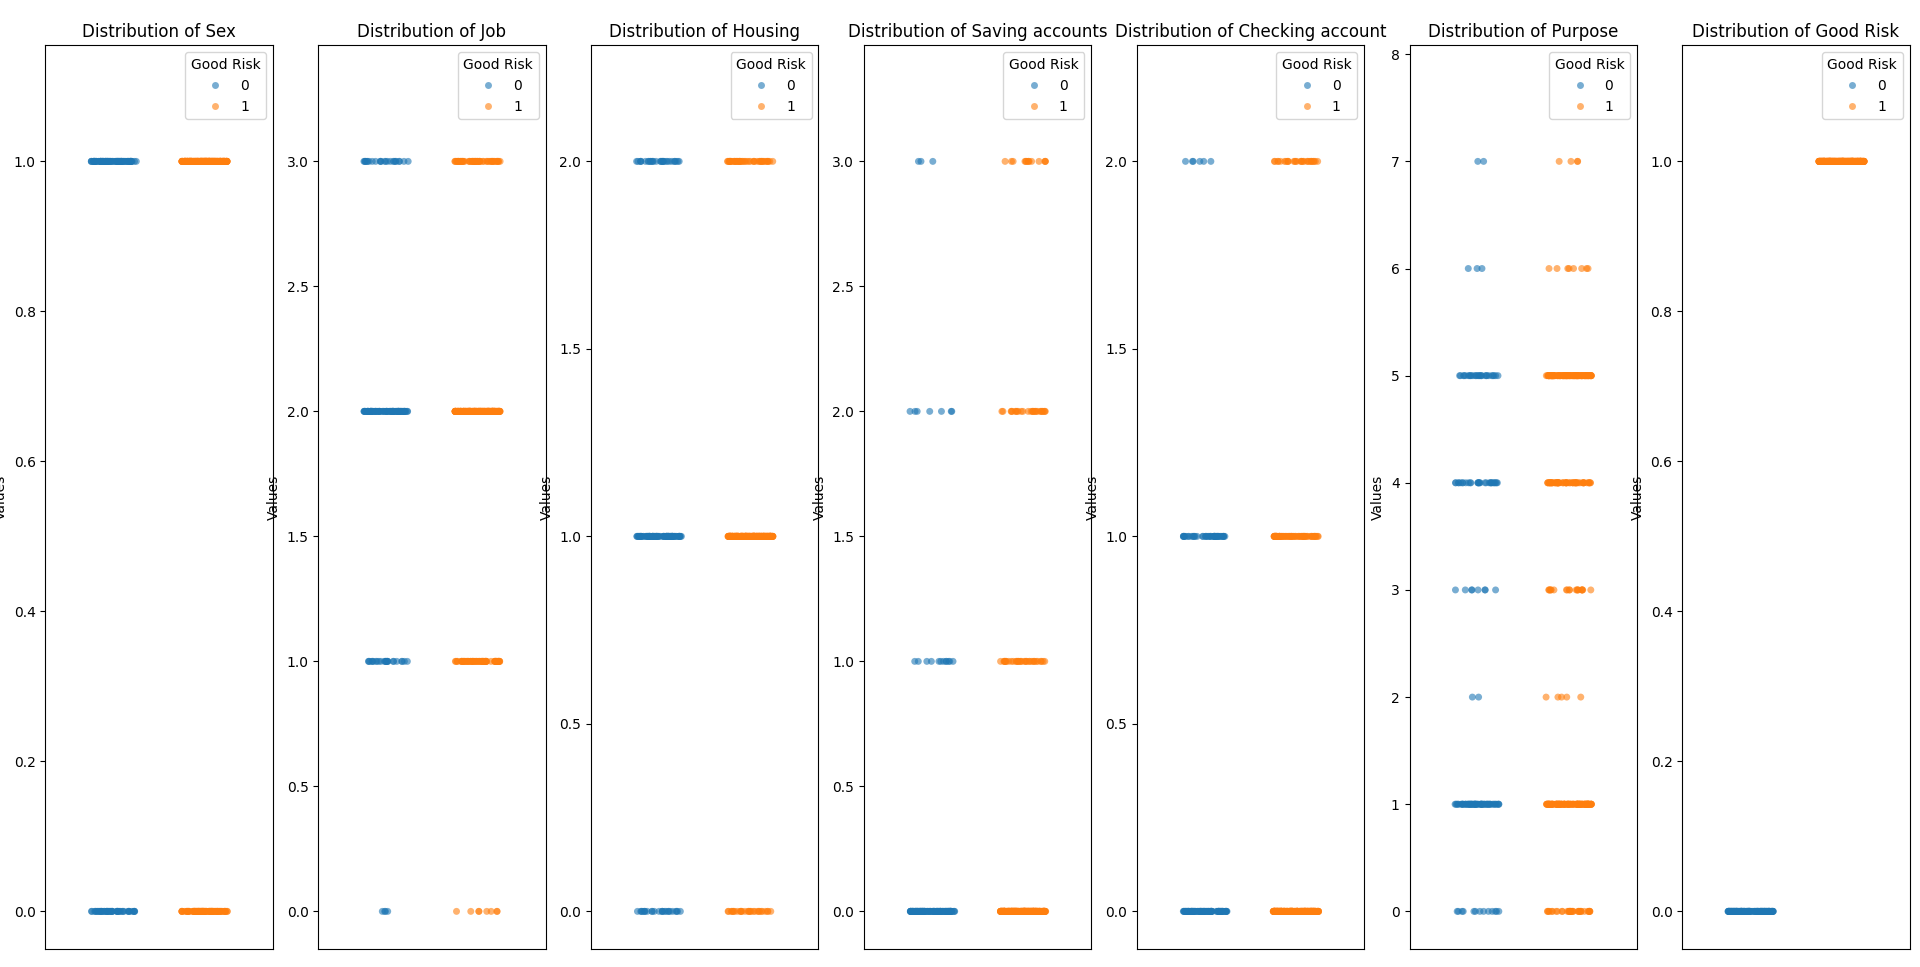 Distribution of Sex
Values
1.0
0.8
0.6
0.4
0.2
0.0
Good Risk
0
1
Distribution of Job
Values
3.0
2.5
2.0
1.5
1.0
0.5
0.0
Good Risk
0
1
Distribution of Housing
Values
2.0
1.5
1.0
0.5
0.0
Good Risk
0
1
Distribution of Saving accounts
Values
3.0
2.5
2.0
1.5
1.0
0.5
0.0
Good Risk
0
1
Distribution of Checking account
Values
2.0
1.5
1.0
0.5
0.0
Good Risk
0
1
Distribution of Purpose
Values
8
7
6
5
4
3
2
1
0
Good Risk
0
1
Distribution of Good Risk
Values
1.0
0.8
0.6
0.4
0.2
0.0
Good Risk
0
1